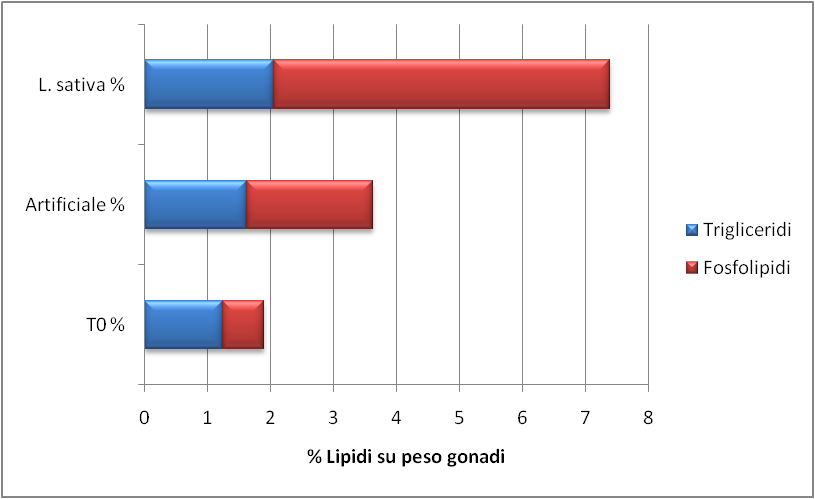 L. sativa %
Artificiale %
T0 %
0 1 2 3 4 5 6 7 8
% Lipidi su peso gonadi
Trigliceridi
Fosfolipidi